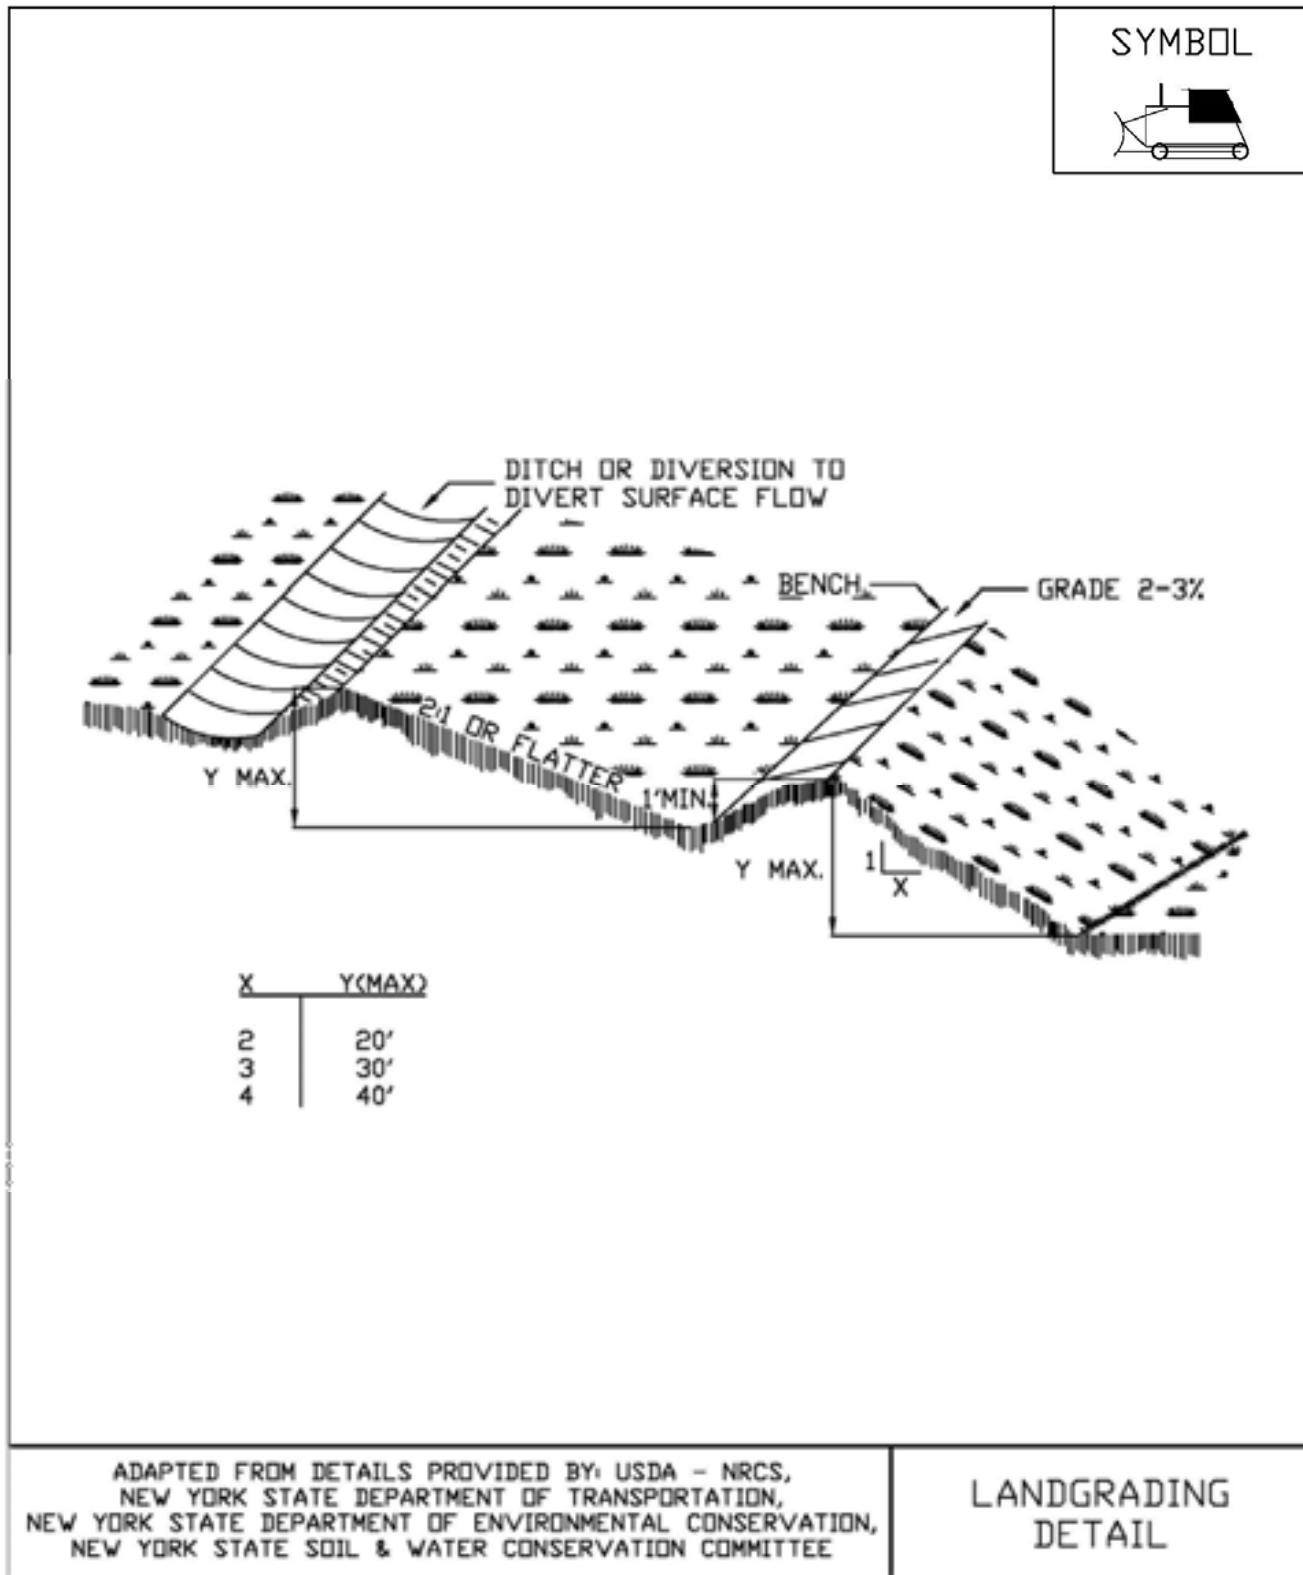 SYMBOL
DITCH OR DIVERSION TO
DIVERT SURFACE FLOW
BENCH
GRADE 2-3%
2:1 OR FLATTER
Y MAX.
1'MIN.
Y MAX.
1
X
X Y(MAX)
2 20'
3 30'
4 40'
ADAPTED FROM DETAILS PROVIDED BY: USDA - NRCS,
NEW YORK STATE DEPARTMENT OF TRANSPORTATION,
NEW YORK STATE DEPARTMENT OF ENVIRONMENTAL CONSERVATION,
NEW YORK STATE SOIL & WATER CONSERVATION COMMITTEE
LANDGRADING
DETAIL